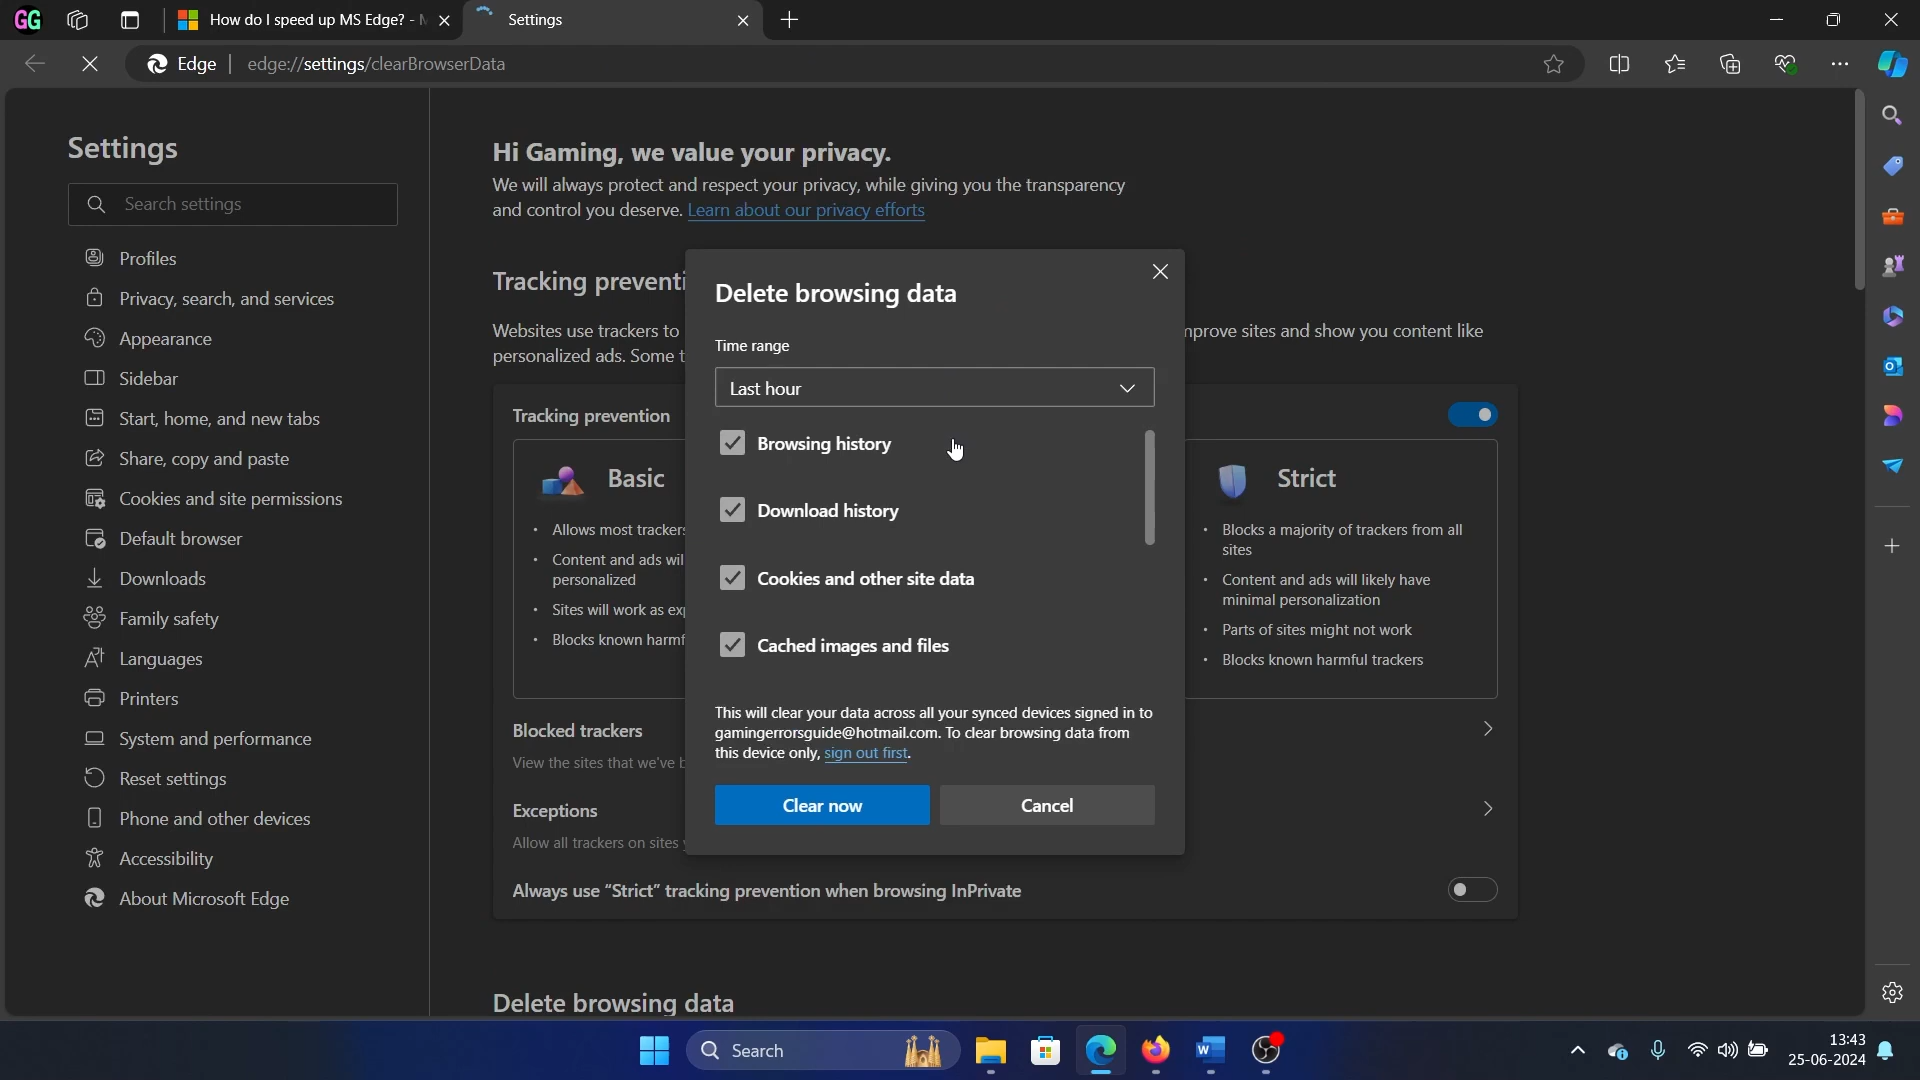 GG
How do I speed up MS Edge? -
Settings
Edge
edge://settings/clearBrowserData
Settings
Search settings
Profiles
Privacy, search, and services
Appearance
Sidebar
Start, home, and new tabs
Share, copy and paste
Cookies and site permissions
Default browser
Downloads
Family safety
Languages
Printers
System and performance
Reset settings
Phone and other devices
Accessibility
About Microsoft Edge
Hi Gaming, we value your privacy.
We will always protect and respect your privacy, while giving you the transparency
and control you deserve. Learn about our privacy efforts
Tracking preventi
Websites use trackers to
mprove sites and show you content like
personalized ads. Some t
Tracking prevention
Basic
Allows most trackers
Content and ads wil
personalized
Sites will work as exp
Blocks known harmf
Strict
Blocks a majority of trackers from all
sites
Content and ads will likely have
minimal personalization
Parts of sites might not work
Blocks known harmful trackers
Blocked trackers
View the sites that we've b
Exceptions
Allow all trackers on sites y
Always use “Strict” tracking prevention when browsing InPrivate
Delete browsing data
Delete browsing data
Time range
Last hour
Browsing history
Download history
Cookies and other site data
Cached images and files
This will clear your data across all your synced devices signed in to
gamingerrorsguide@hotmail.com. To clear browsing data from
this device only, sign out first.
Clear now
Cancel
Search
13:43
25-06-2024